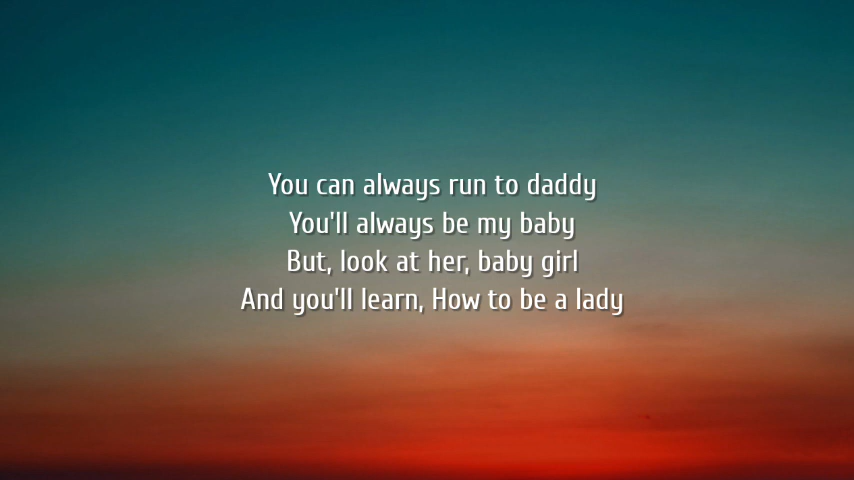 You can always run to daddy
You'll always be my baby
But, look at her, baby girl
And you'll learn, How to be a lady